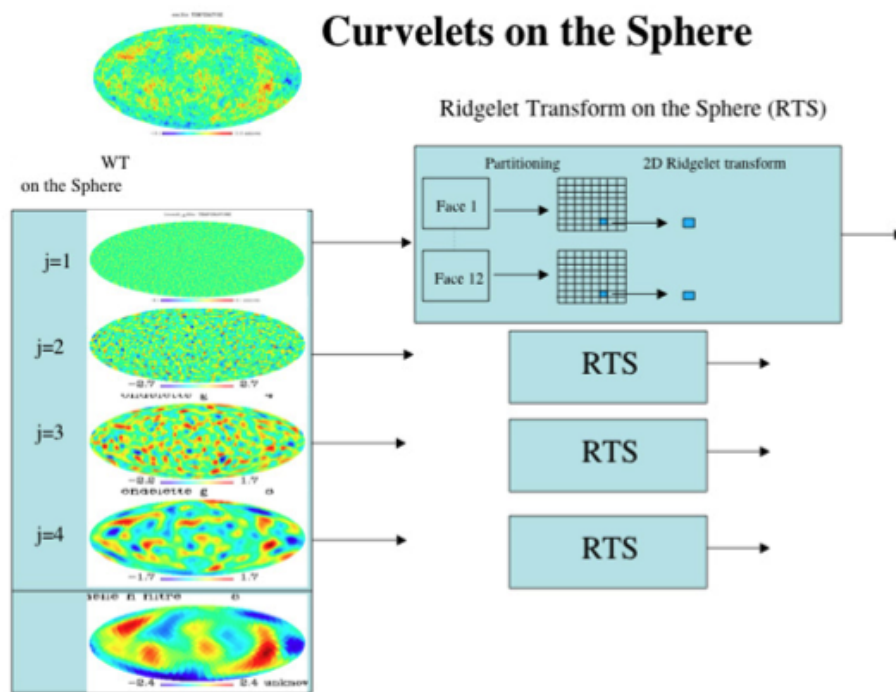 Curvelets on the Sphere
Ridgelet Transform on the Sphere (RTS)
WT
on the Sphere
Partitioning
2D Ridgelet transform
Face 1
Face 12
j=1
j=2
−2.7 2.7
RTS
j=3
−2.2 1.7
RTS
j=4
−1.7 1.7
RTS
−2.4 2.4 unknow